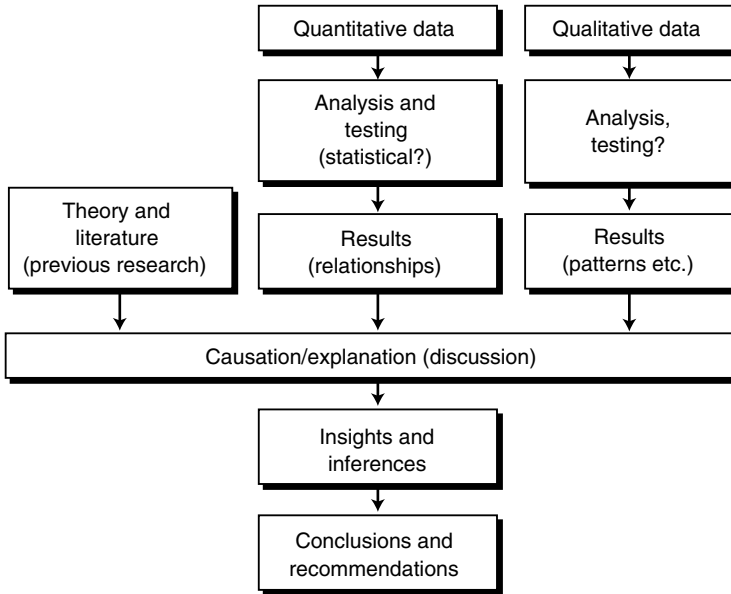 Quantitative data
Qualitative data
Analysis and
testing
(statistical?)
Analysis,
testing?
Theory and
literature
(previous research)
Results
(relationships)
Results
(patterns etc.)
Causation/explanation (discussion)
Insights and
inferences
Conclusions and
recommendations